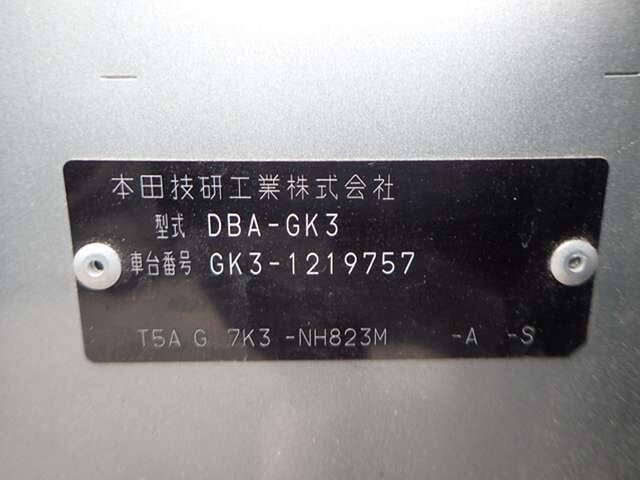 本田技研工業株式会社
型式 DBA-GK3
車台番号 GK3-1219757
T5A G 7K3 -NH823M -A -S